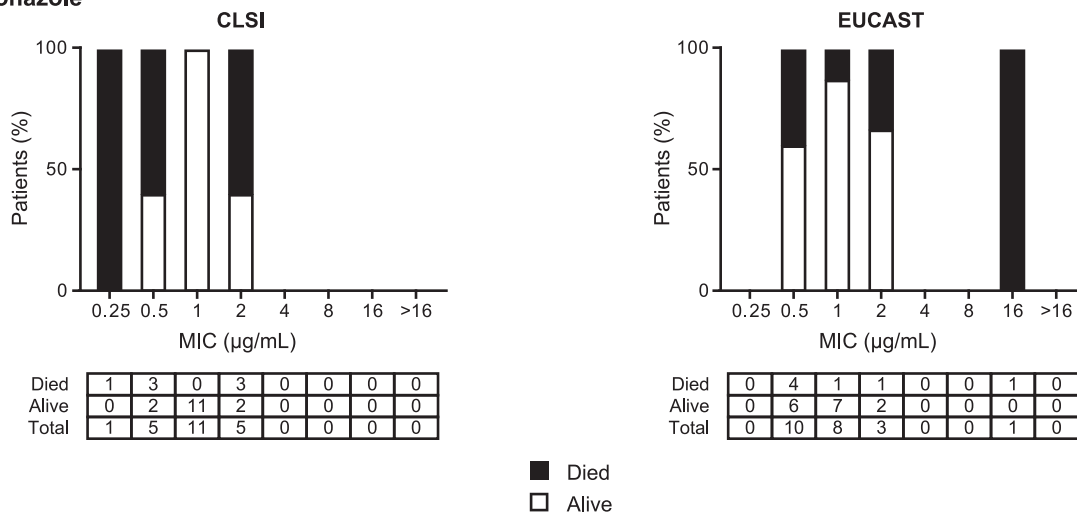 CLSI
100
50
0
Patients (%)
0.25 0.5 1 2 4 8 16 >16
MIC (µg/mL)
Died 1 3 0 3 0 0 0 0
Alive 0 2 11 2 0 0 0 0
Total 1 5 11 5 0 0 0 0
EUCAST
100
50
0
Patients (%)
0.25 0.5 1 2 4 8 16 >16
MIC (µg/mL)
Died 0 4 1 1 0 0 1 0
Alive 0 6 7 2 0 0 0 0
Total 0 10 8 3 0 0 1 0
Died
Alive